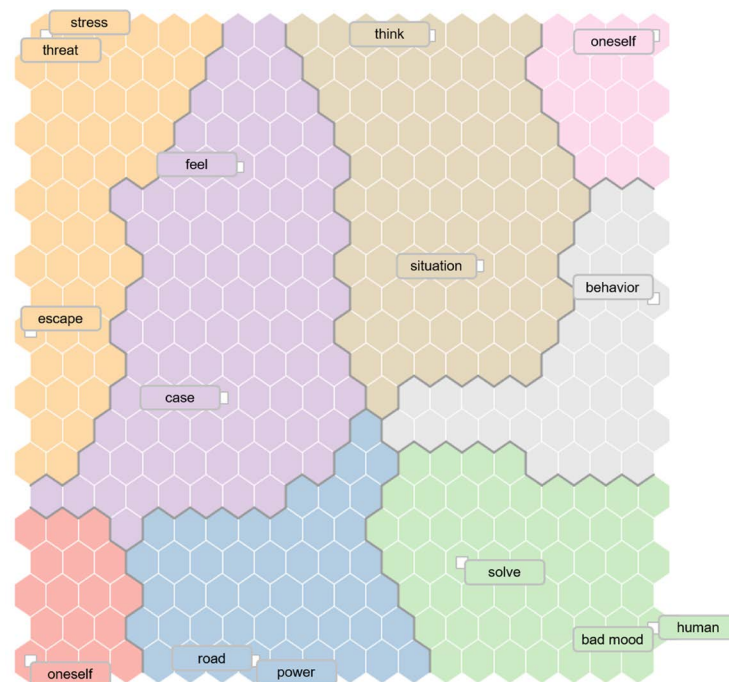 stress
threat
think
oneself
feel
situation
behavior
escape
case
solve
human
bad mood
road
power
oneself